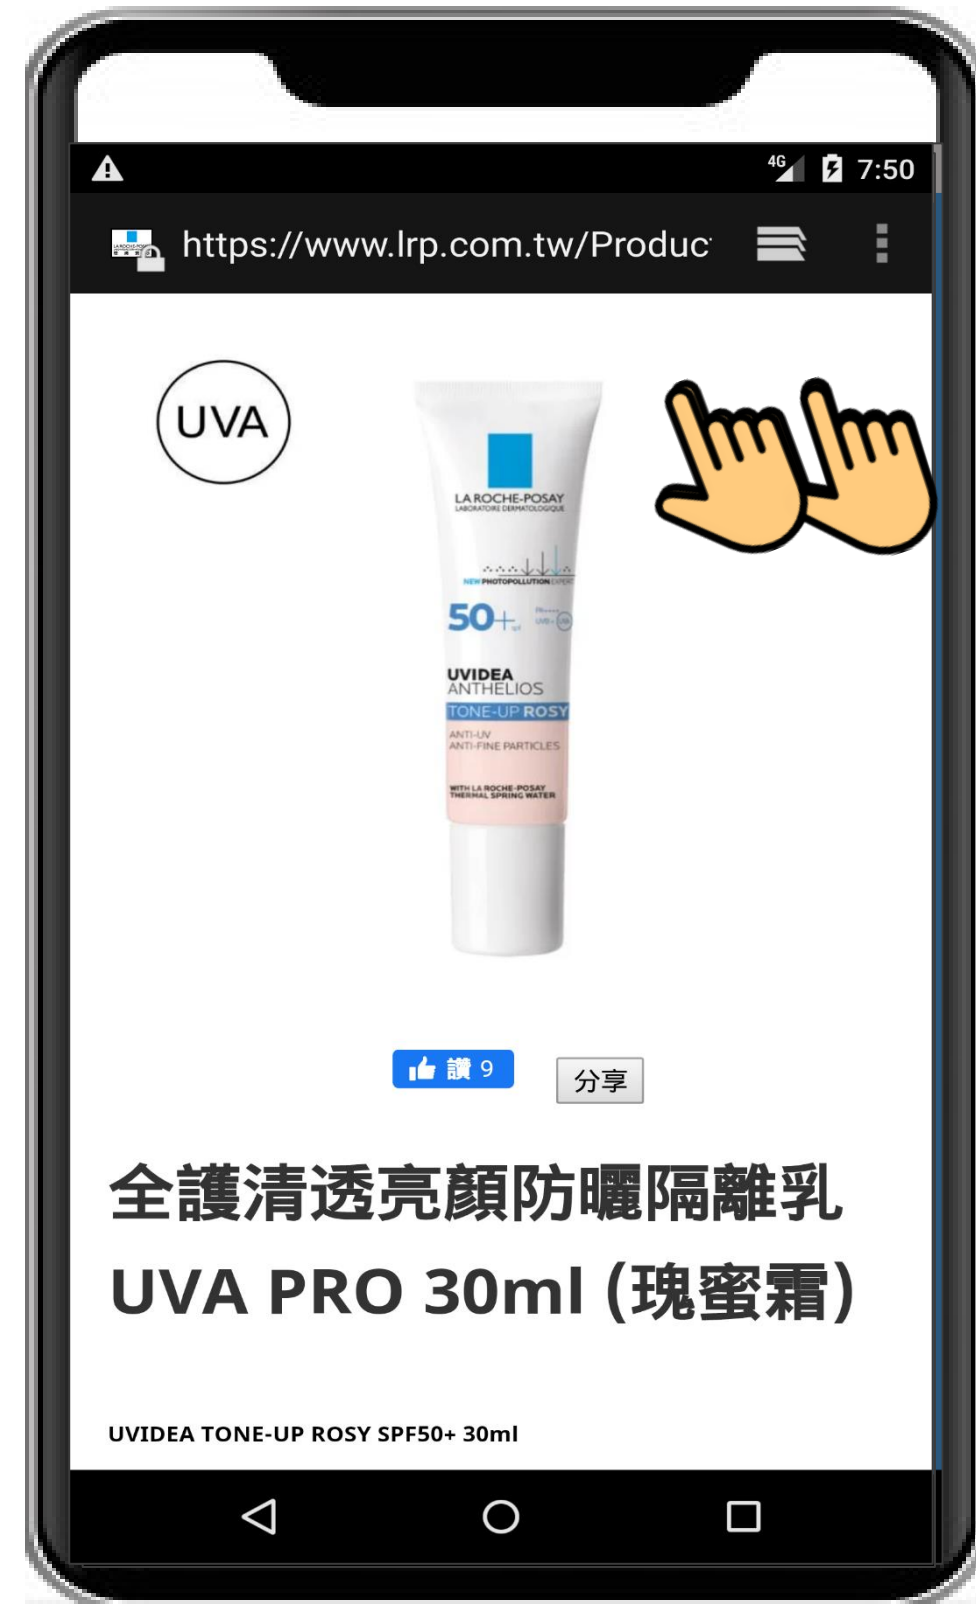 4G 7:50
https://www.lrp.com.tw/Produc
UVA
LA ROCHE-POSAY
LABORATOIRE DERMATOLOGIQUE
NEW PHOTOPOLLUTION
50+
UVIDEA
ANTHELIOS
TONE-UP ROSY
ANTI-UV
ANTI-FINE PARTICLES
WITH LA ROCHE-POSAY
THERMAL SPRING WATER
讚 9
分享
全護清透亮顏防曬隔離乳
UVA PRO 30ml (瑰蜜霜)
UVIDEA TONE-UP ROSY SPF50+ 30ml